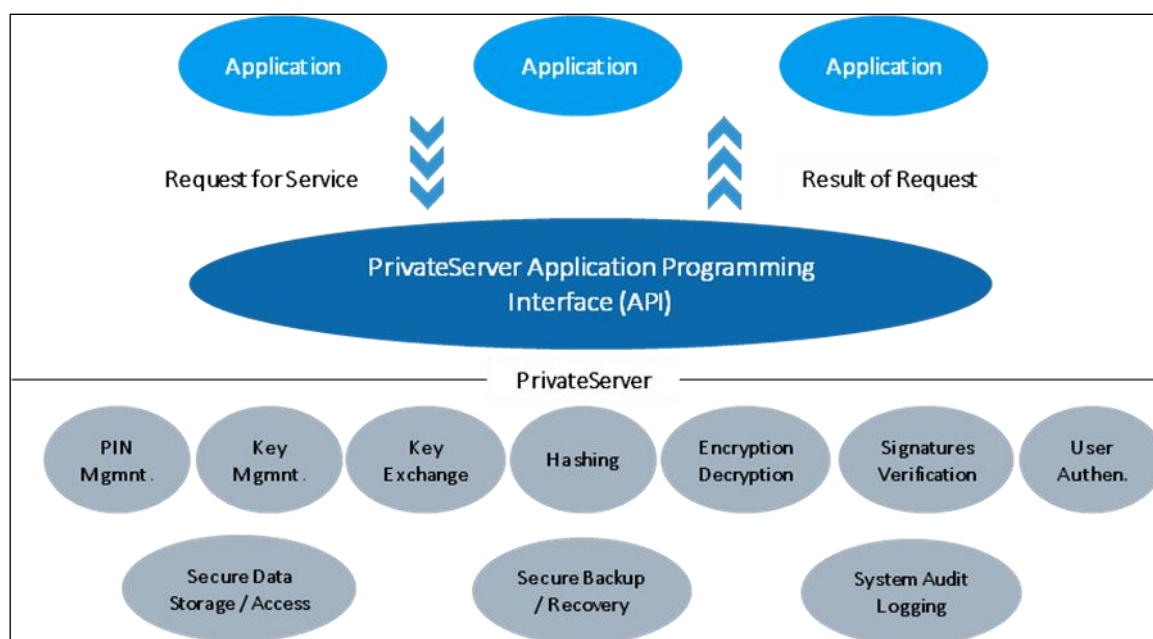 Application
Application
Application
Request for Service
Result of Request
PrivateServer Application Programming
Interface (API)
PrivateServer
PIN
Mgmnt.
Key
Mgmnt.
Key
Exchange
Hashing
Encryption
Decryption
Signatures
Verification
User
Authen.
Secure Data
Storage / Access
Secure Backup
/ Recovery
System Audit
Logging